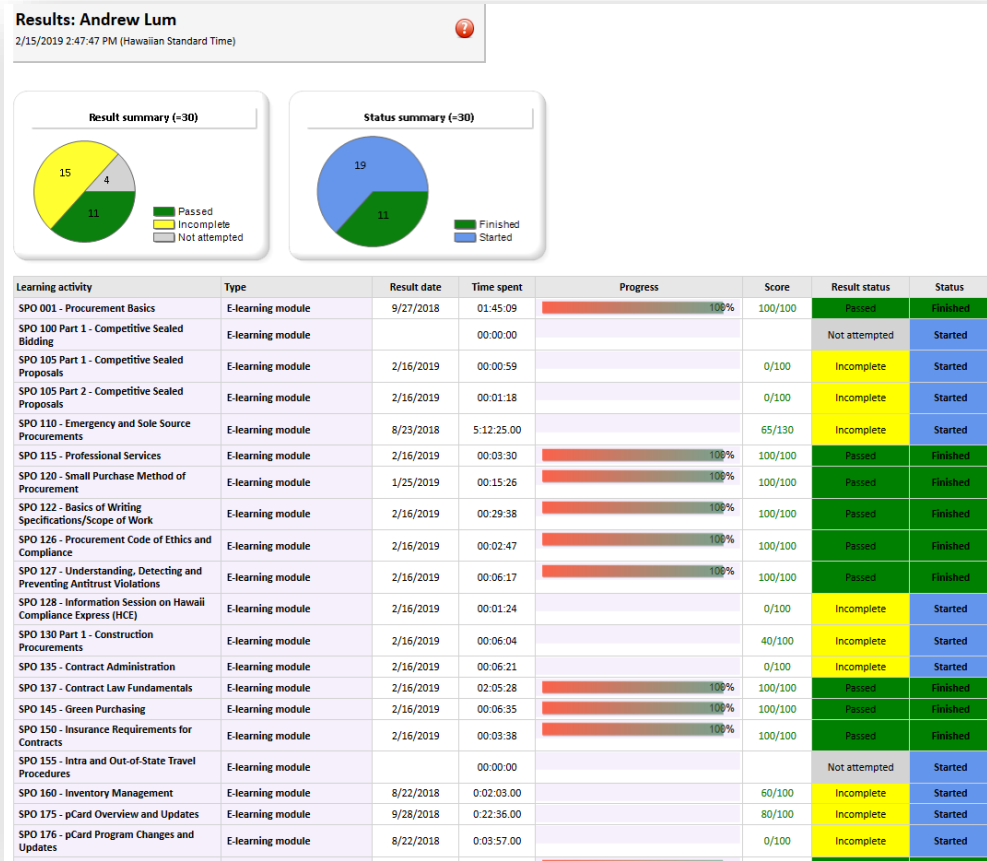 Results: Andrew Lum
2/15/2019 2:47:47 PM (Hawaiian Standard Time)
?
Result summary (=30)
15
4
11
Passed
Incomplete
Not attempted
Status summary (=30)
19
11
Finished
Started
Learning activity Type Result date Time spent Progress Score Result status Status
SPO 001 - Procurement Basics E-learning module 9/27/2018 01:45:09 100% 100/100 Passed Finished
SPO 100 Part 1 - Competitive Sealed
Bidding E-learning module 00:00:00 Not attempted Started
SPO 105 Part 1 - Competitive Sealed
Proposals E-learning module 2/16/2019 00:00:59 0/100 Incomplete Started
SPO 105 Part 2 - Competitive Sealed
Proposals E-learning module 2/16/2019 00:01:18 0/100 Incomplete Started
SPO 110 - Emergency and Sole Source
Procurements E-learning module 8/23/2018 5:12:25.00 65/130 Incomplete Started
SPO 115 - Professional Services E-learning module 2/16/2019 00:03:30 100% 100/100 Passed Finished
SPO 120 - Small Purchase Method of
Procurement E-learning module 1/25/2019 00:15:26 100% 100/100 Passed Finished
SPO 122 - Basics of Writing
Specifications/Scope of Work E-learning module 2/16/2019 00:29:38 100% 100/100 Passed Finished
SPO 126 - Procurement Code of Ethics and
Compliance E-learning module 2/16/2019 00:02:47 100% 100/100 Passed Finished
SPO 127 - Understanding, Detecting and
Preventing Antitrust Violations E-learning module 2/16/2019 00:06:17 100% 100/100 Passed Finished
SPO 128 - Information Session on Hawaii
Compliance Express (HCE) E-learning module 2/16/2019 00:01:24 0/100 Incomplete Started
SPO 130 Part 1 - Construction
Procurements E-learning module 2/16/2019 00:06:04 40/100 Incomplete Started
SPO 135 - Contract Administration E-learning module 2/16/2019 00:06:21 0/100 Incomplete Started
SPO 137 - Contract Law Fundamentals E-learning module 2/16/2019 02:05:28 100% 100/100 Passed Finished
SPO 145 - Green Purchasing E-learning module 2/16/2019 00:06:35 100% 100/100 Passed Finished
SPO 150 - Insurance Requirements for
Contracts E-learning module 2/16/2019 00:03:38 100% 100/100 Passed Finished
SPO 155 - Intra and Out-of-State Travel
Procedures E-learning module 00:00:00 Not attempted Started
SPO 160 - Inventory Management E-learning module 8/22/2018 0:02:03.00 60/100 Incomplete Started
SPO 175 - pCard Overview and Updates E-learning module 9/28/2018 0:22:36.00 80/100 Incomplete Started
SPO 176 - pCard Program Changes and
Updates E-learning module 8/22/2018 0:03:57.00 0/100 Incomplete Started